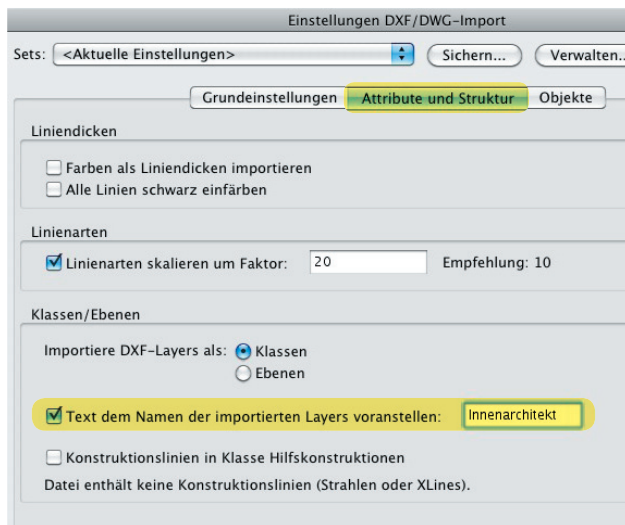 Einstellungen DXF/DWG-Import
Sets: <Aktuelle Einstellungen> Sichern... Verwalten..
Grundeinstellungen Attribute und Struktur Objekte
Liniendicken
Farben als Liniendicken importieren
Alle Linien schwarz einfärben
Linienarten
Linienarten skalieren um Faktor: 20 Empfehlung: 10
Klassen/Ebenen
Importiere DXF-Layers als: Klassen
Ebenen
Text dem Namen der importierten Layers voranstellen: Innenarchitekt
Konstruktionslinien in Klasse Hilfskonstruktionen
Datei enthält keine Konstruktionslinien (Strahlen oder XLines).